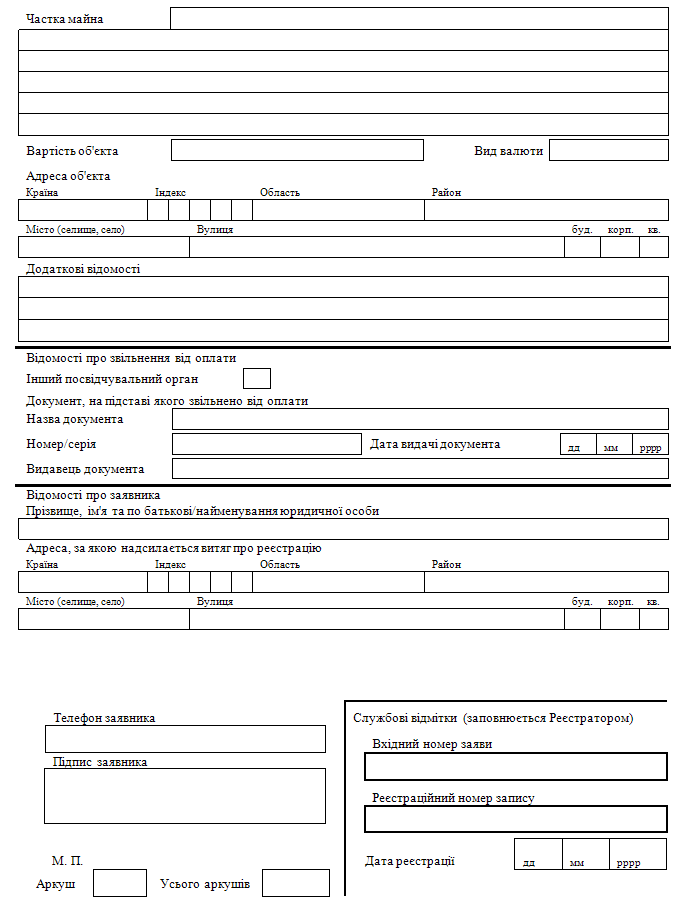 Частка майна
Вартість об'єкта Вид валюти
Адреса об'єкта
Країна Індекс Область Район
Місто (селище, село) Вулиця буд. корп. кв.
Додаткові відомості
Відомості про звільнення від оплати
Інший посвідчувальний орган
Документ, на підставі якого звільнено від оплати
Назва документа
Номер/серія Дата видачі документа дд мм рррр
Видавець документа
Відомості про заявника
Прізвище, ім'я та по батькові/найменування юридичної особи
Адреса, за якою надсилається витяг про реєстрацію
Країна Індекс Область Район
Місто (селище, село) Вулиця буд. корп. кв.
Телефон заявника
Підпис заявника
М. П.
Аркуш Усього аркушів
Службові відмітки (заповнюється Реєстратором)
Вхідний номер заяви
Реєстраційний номер запису
Дата реєстрації дд мм рррр